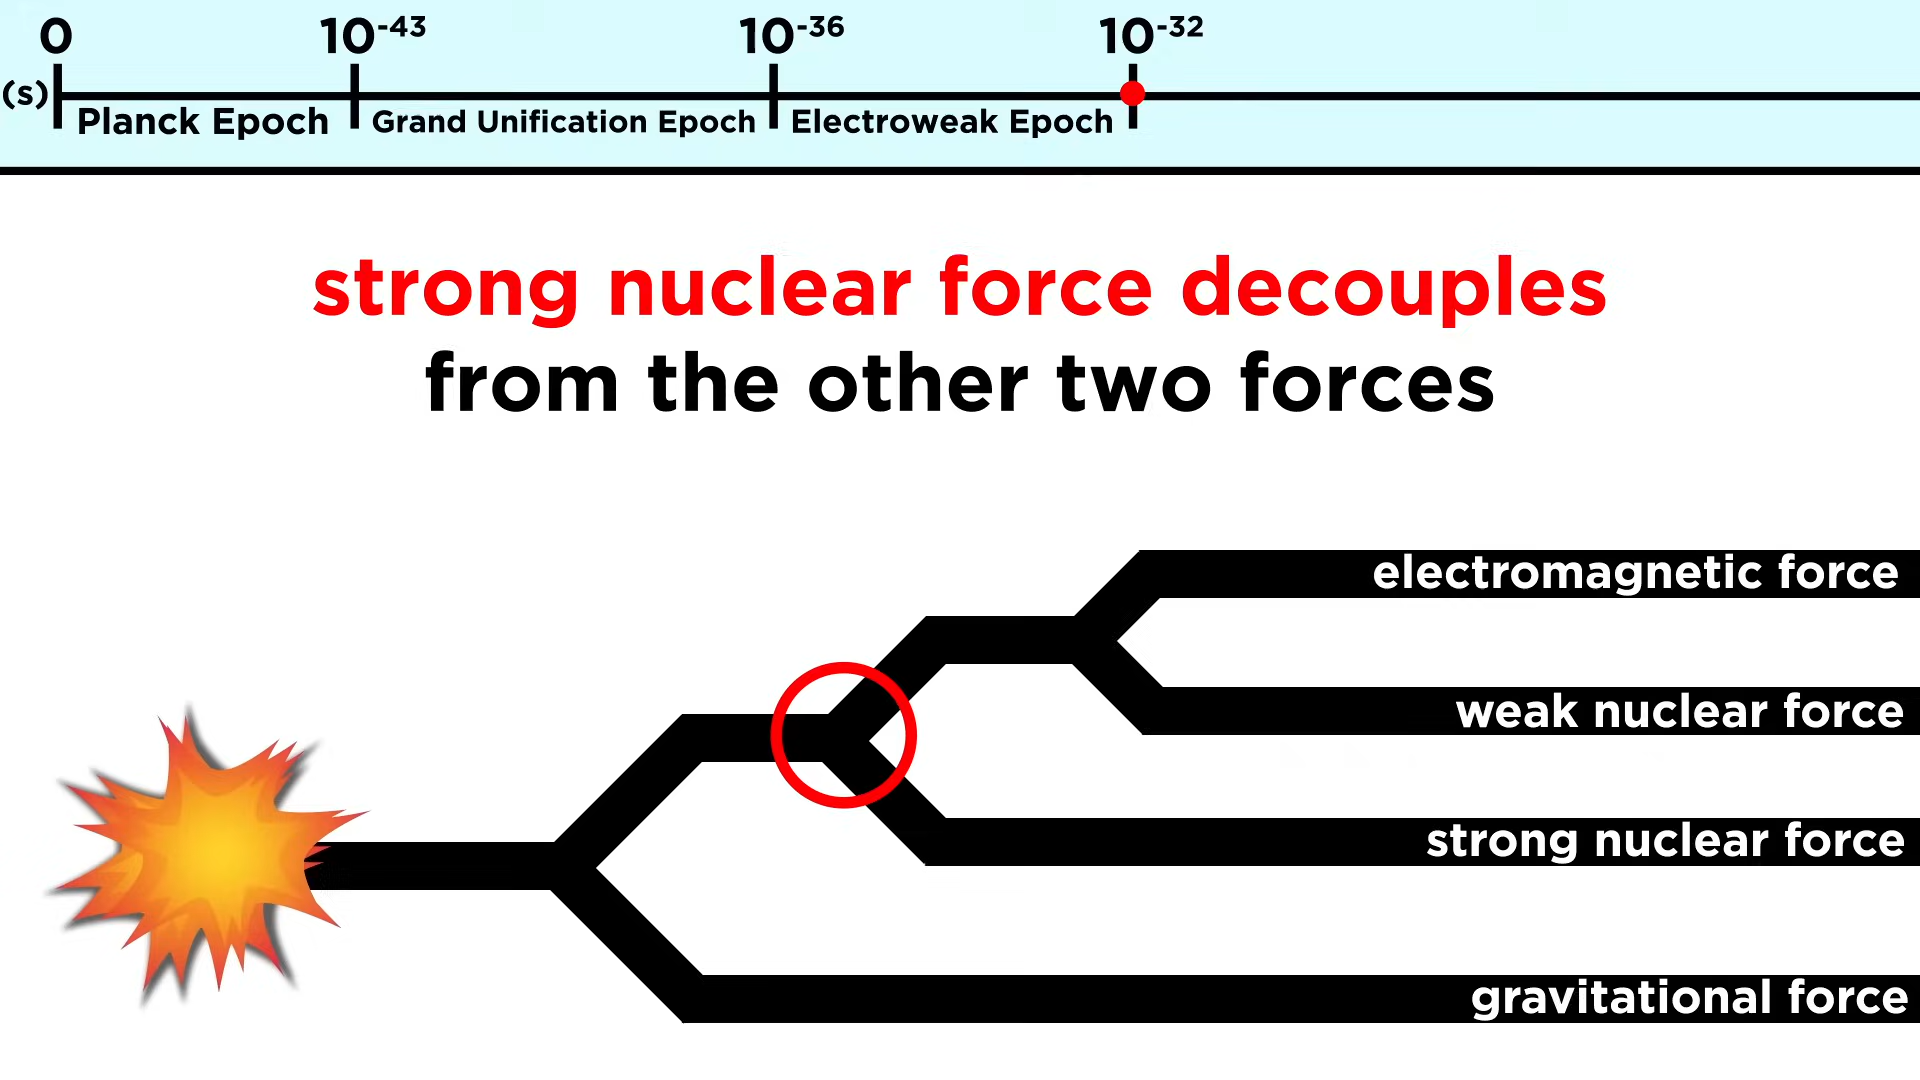 0 10⁻⁴³ 10⁻³⁶ 10⁻³²
(s)
Planck Epoch Grand Unification Epoch Electroweak Epoch
strong nuclear force decouples
from the other two forces
electromagnetic force
weak nuclear force
strong nuclear force
gravitational force